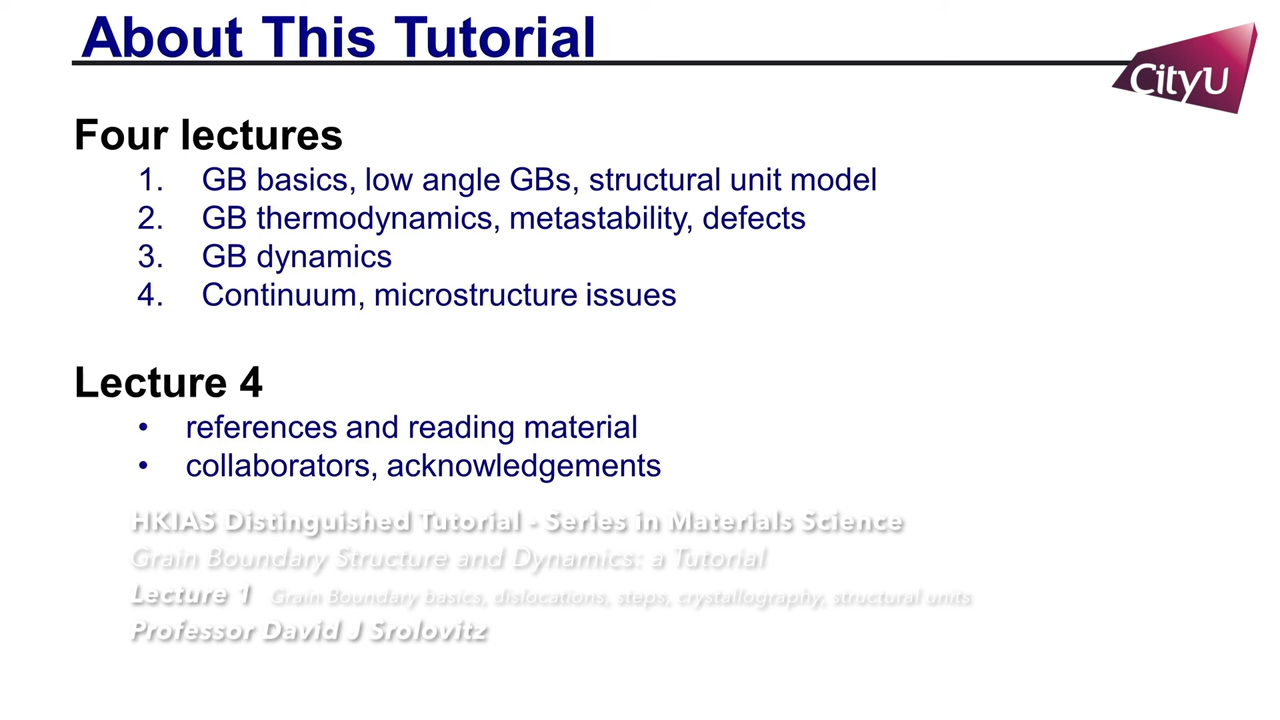 About This Tutorial
CityU
Four lectures
1. GB basics, low angle GBs, structural unit model
2. GB thermodynamics, metastability, defects
3. GB dynamics
4. Continuum, microstructure issues
Lecture 4
• references and reading material
• collaborators, acknowledgements
HKIAS Distinguished Tutorial - Series in Materials Science
Grain Boundary Structure and Dynamics: a Tutorial
Lecture 1 Grain Boundary basics, dislocations, steps, crystallography, structural units
Professor David J Srolovitz